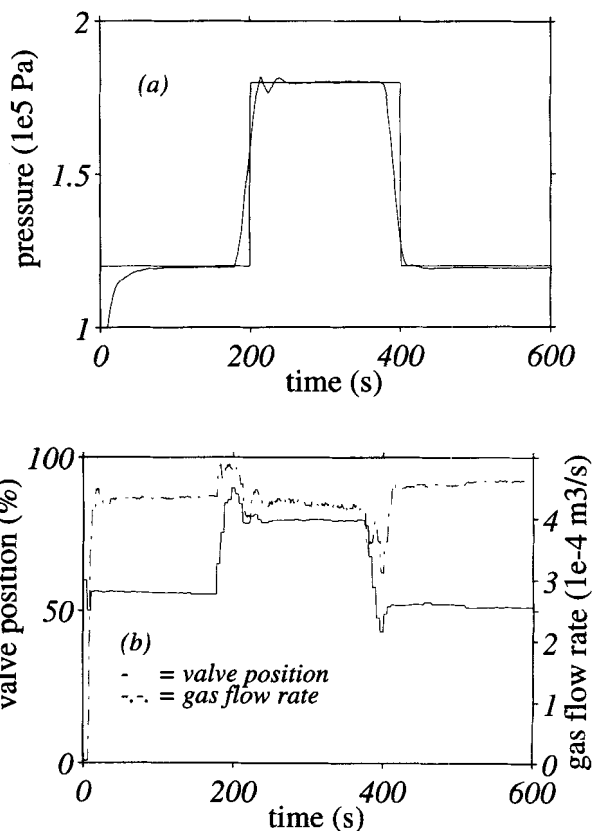 2
(a)
pressure (1e5 Pa)
1.5
1
0
200
400
600
time (s)
100
valve position (%)
50
0
4
3
2
1
0
gas flow rate (1e-4 m3/s)
(b)
- = valve position
-.-. = gas flow rate
0
200
400
600
time (s)